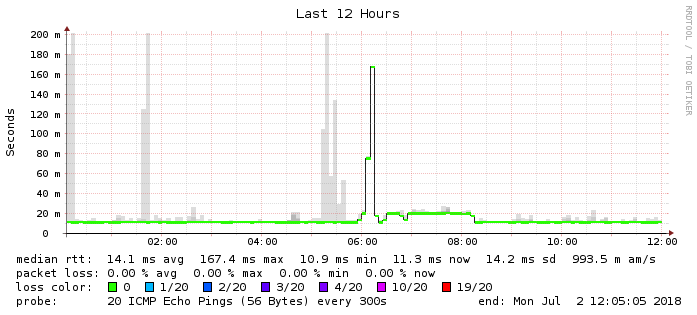 Last 12 Hours
RRDTOOL / TOBI OETIKER
Seconds
200 m
180 m
160 m
140 m
120 m
100 m
80 m
60 m
40 m
20 m
0
02:00 04:00 06:00 08:00 10:00 12:00
median rtt: 14.1 ms avg 167.4 ms max 10.9 ms min 11.3 ms now 14.2 ms sd 993.5 m am/s
packet loss: 0.00 % avg 0.00 % max 0.00 % min 0.00 % now
loss color: 0 1/20 2/20 3/20 4/20 10/20 19/20
probe: 20 ICMP Echo Pings (56 Bytes) every 300s end: Mon Jul 2 12:05:05 2018